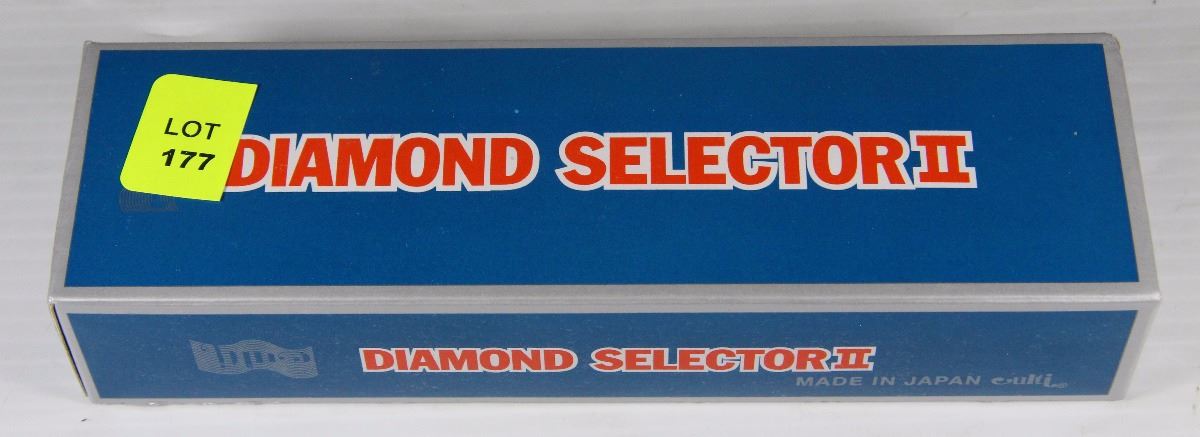 LOT
177
DIAMOND SELECTOR II
DIAMOND SELECTOR II
MADE IN JAPAN